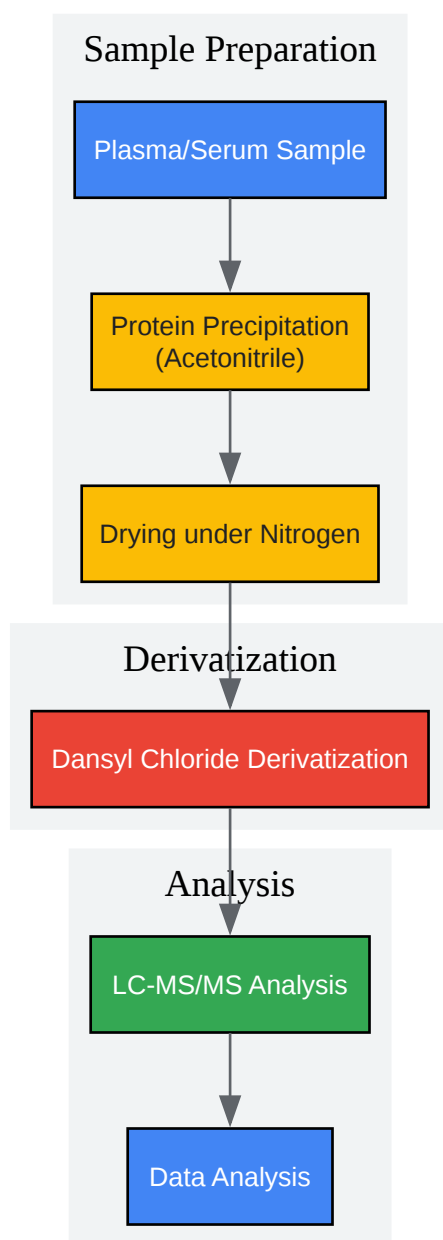 Sample Preparation
Plasma/Serum Sample
Protein Precipitation
(Acetonitrile)
Drying under Nitrogen
Derivatization
Dansyl Chloride Derivatization
Analysis
LC-MS/MS Analysis
Data Analysis